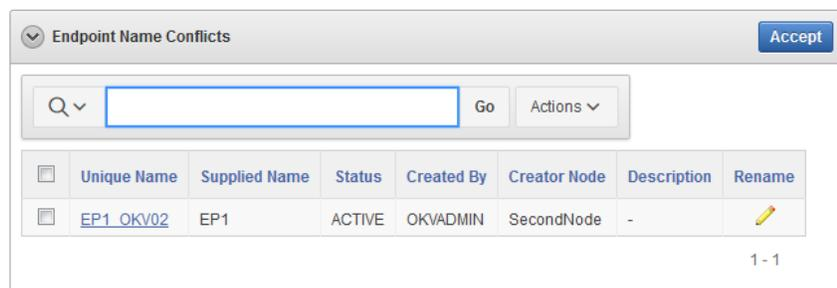 Endpoint Name Conflicts Accept
Go Actions
Unique Name Supplied Name Status Created By Creator Node Description Rename
EP1_OKV02 EP1 ACTIVE OKVADMIN SecondNode -
1 - 1